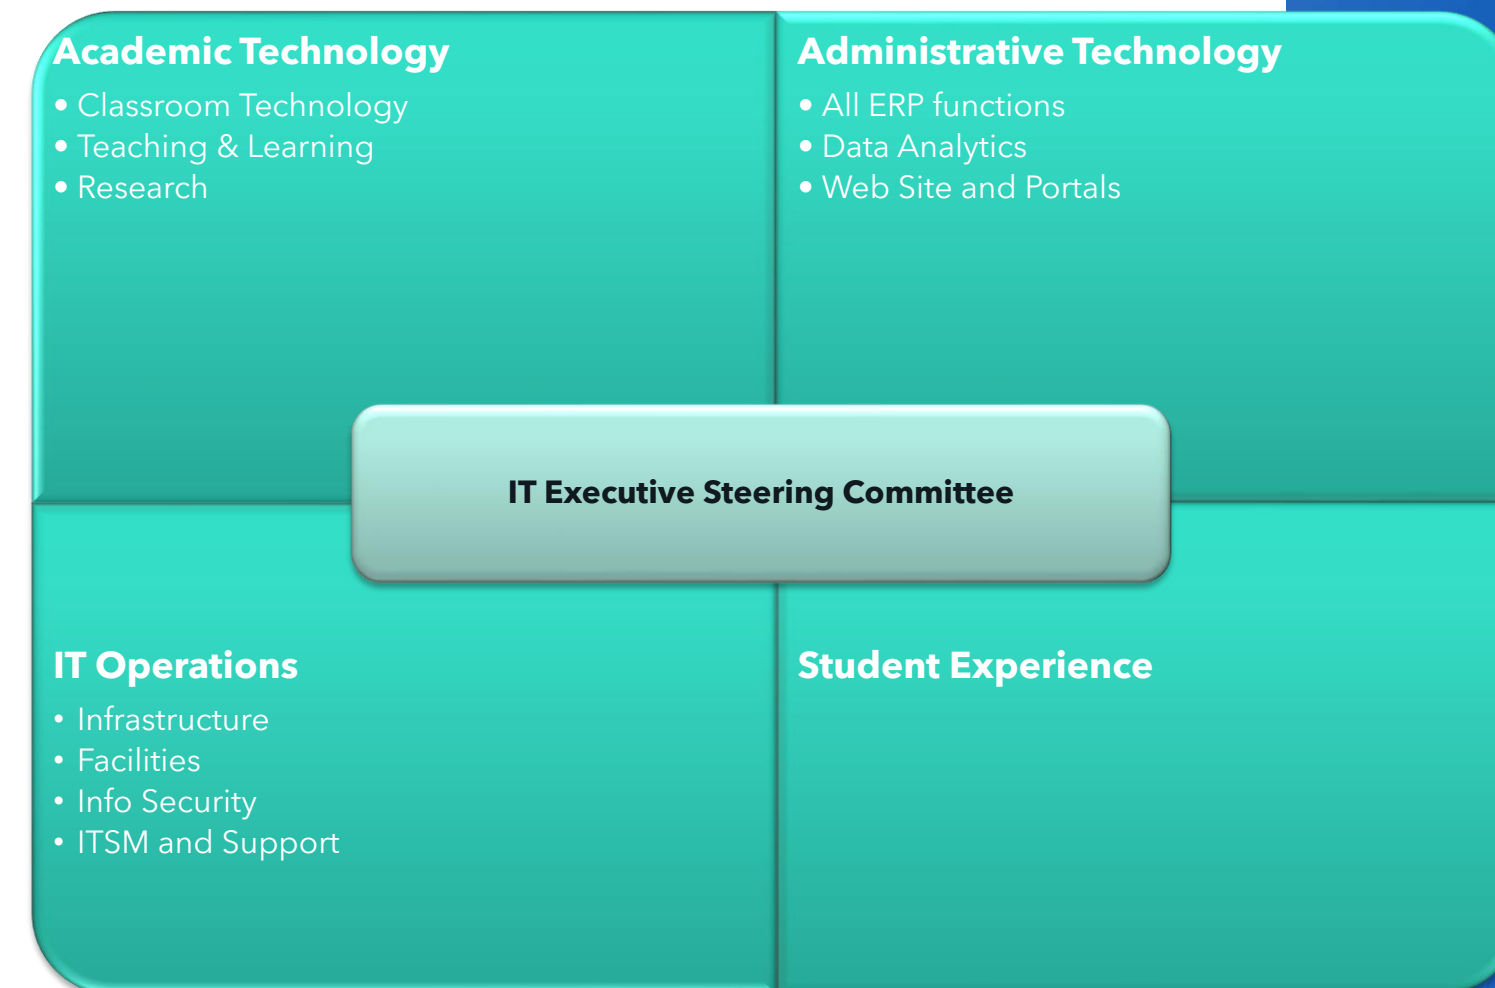 Academic Technology
• Classroom Technology
• Teaching & Learning
• Research
Administrative Technology
• All ERP functions
• Data Analytics
• Web Site and Portals
IT Executive Steering Committee
IT Operations
• Infrastructure
• Facilities
• Info Security
• ITSM and Support
Student Experience